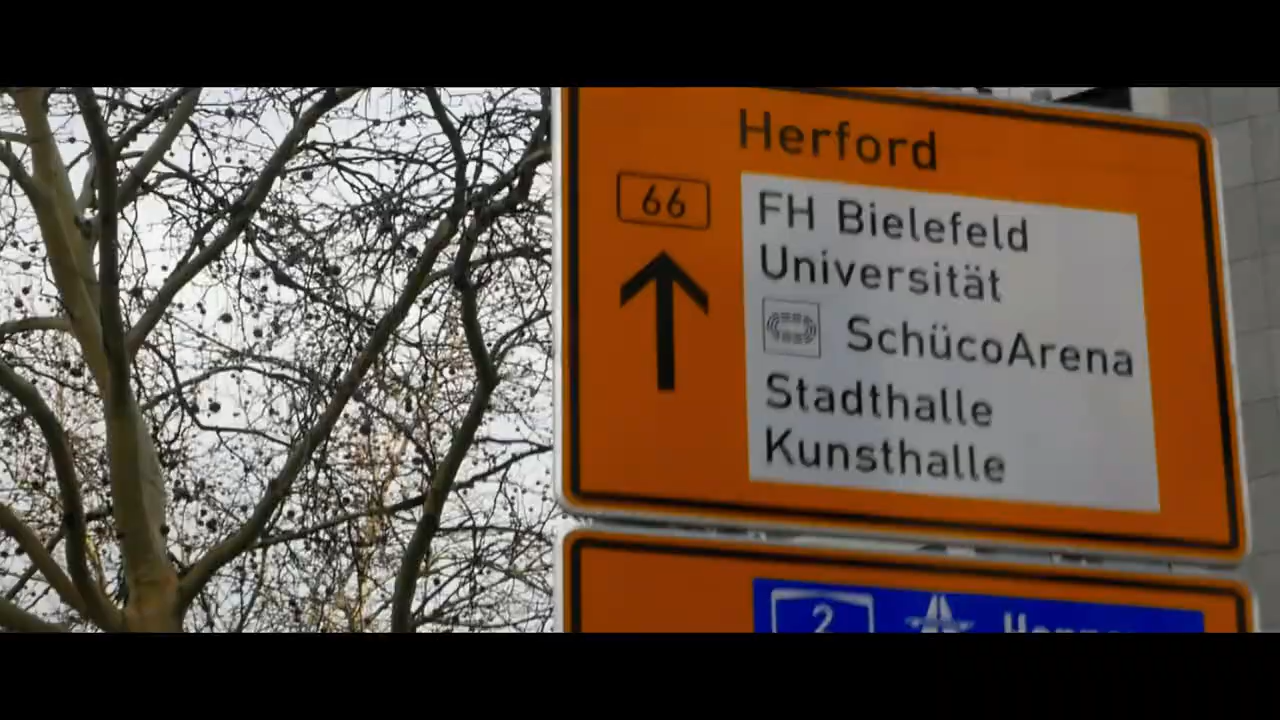 Herford
66
FH Bielefeld
Universität
SchücoArena
Stadthalle
Kunsthalle
2